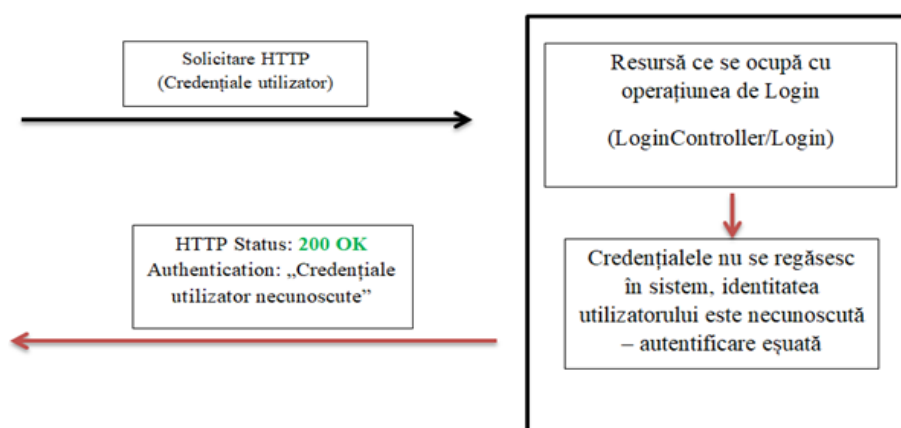 Solicitare HTTP
(Credențiale utilizator)
Resursă ce se ocupă cu
operațiunea de Login
(LoginController/Login)
HTTP Status: 200 OK
Authentication: „Credențiale
utilizator necunoscute”
Credențialele nu se regăsesc
în sistem, identitatea
utilizatorului este necunoscută
– autentificare eșuată